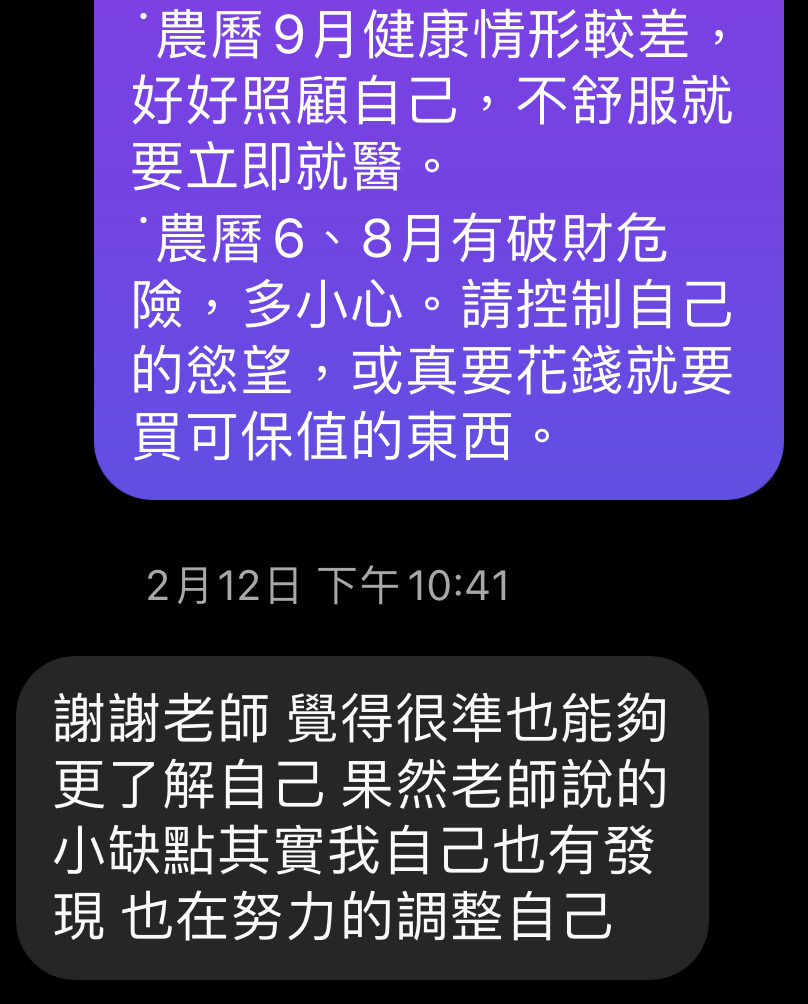 ˙農曆9月健康情形較差，
好好照顧自己，不舒服就
要立即就醫。
˙農曆6、8月有破財危
險，多小心。請控制自己
的慾望，或真要花錢就要
買可保值的東西。
2月12日 下午10:41
謝謝老師 覺得很準也能夠
更了解自己 果然老師說的
小缺點其實我自己也有發
現 也在努力的調整自己